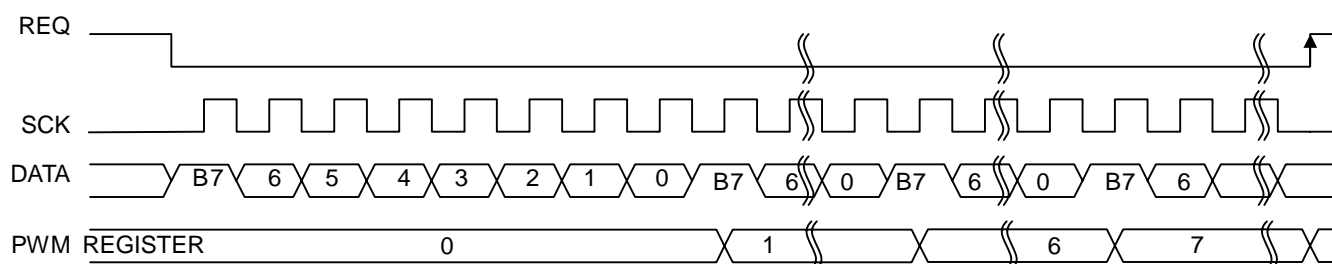 REQ
SCK
DATA B7 6 5 4 3 2 1 0 B7 6 0 B7 6 0 B7 6
PWM REGISTER 0 1 6 7